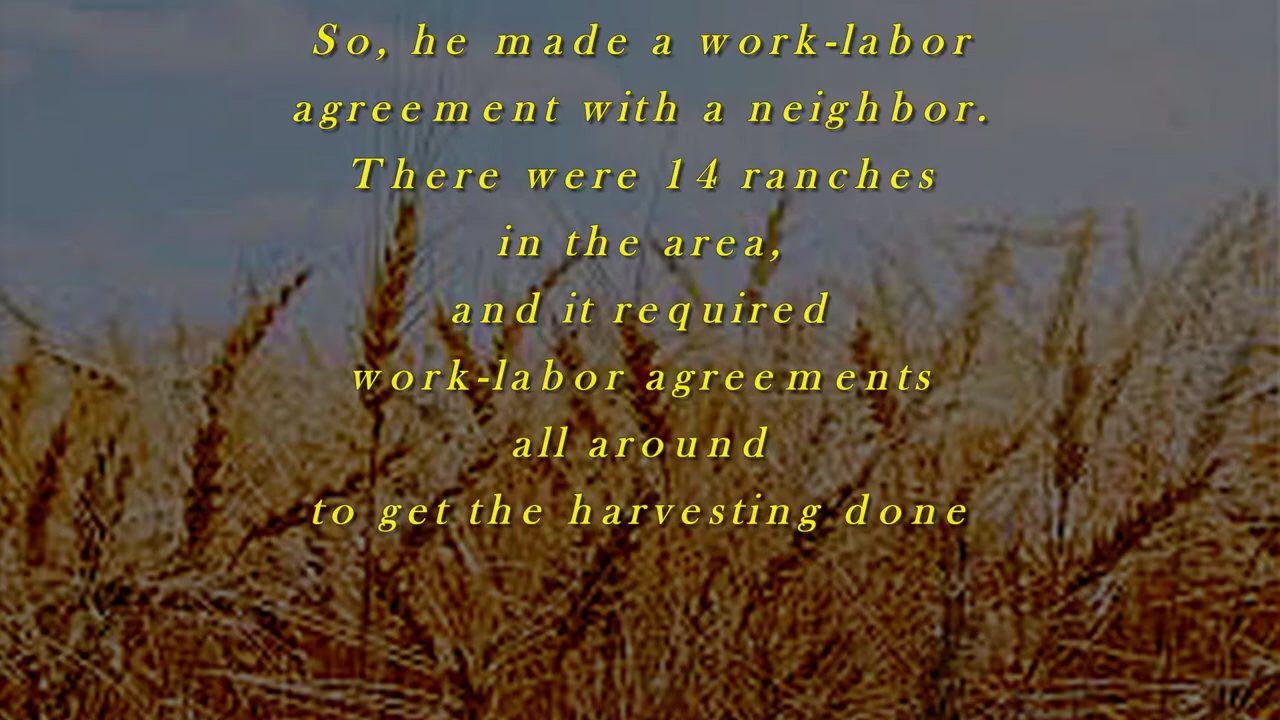 So, he made a work-labor
agreement with a neighbor.
There were 14 ranches
in the area,
and it required
work-labor agreements
all around
to get the harvesting done